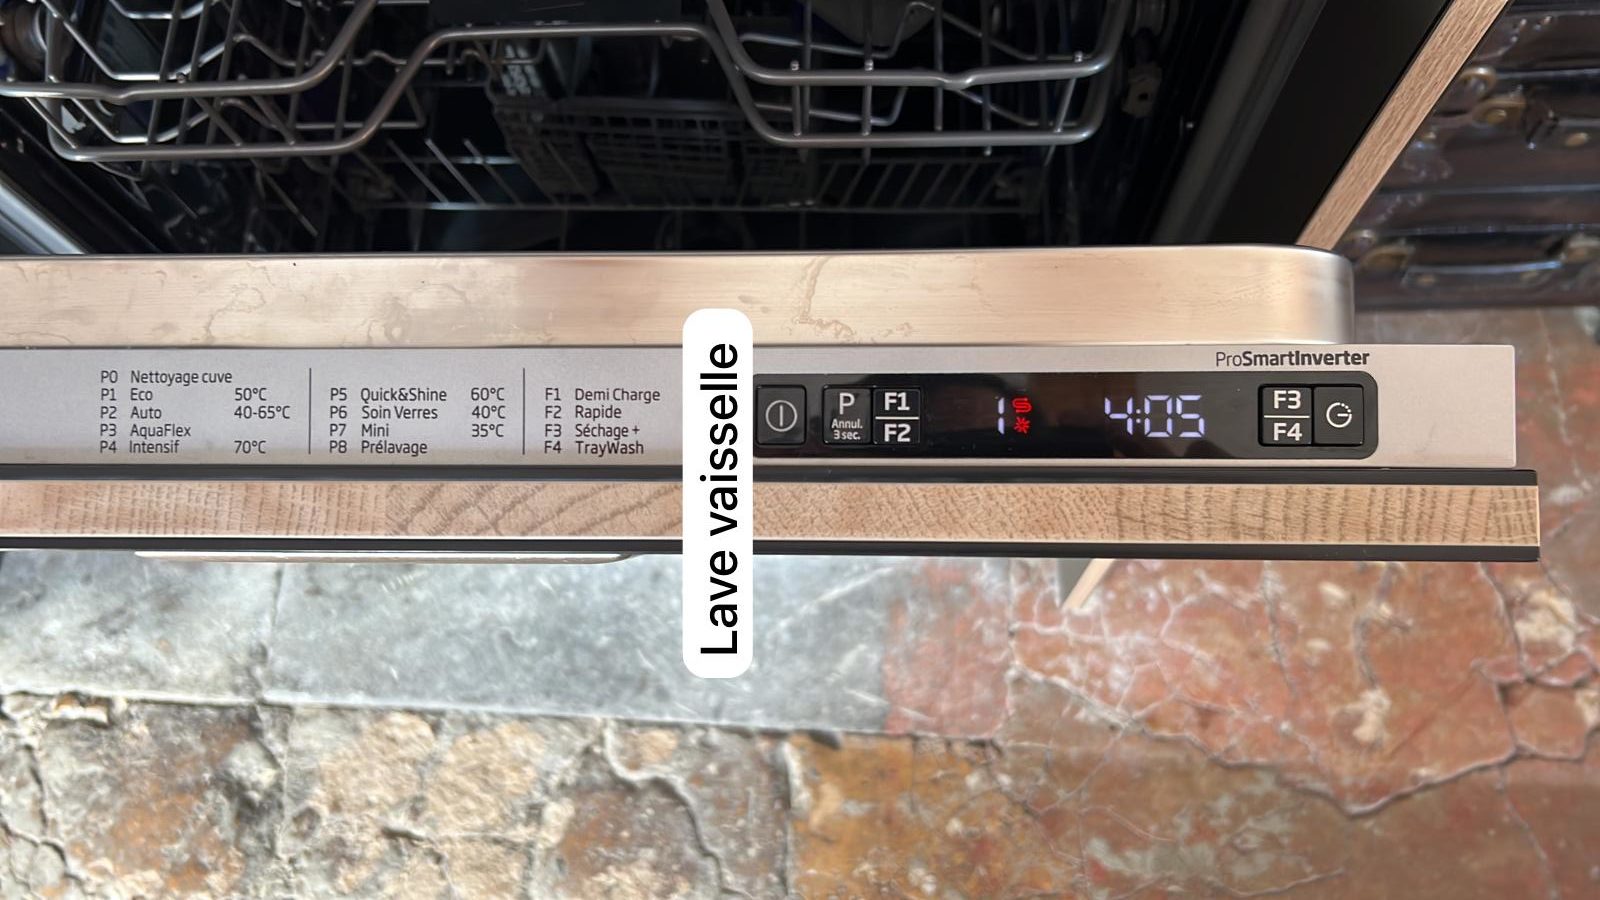 ProSmartInverter
P0 Nettoyage cuve
P1 Eco 50°C
P2 Auto 40-65°C
P3 AquaFlex
P4 Intensif 70°C
P5 Quick&Shine 60°C
P6 Soin Verres 40°C
P7 Mini 35°C
P8 Prélavage
F1 Demi Charge
F2 Rapide
F3 Séchage +
F4 TrayWash
Lave vaisselle
P
Annul.
3 sec.
F1
F2
1
4:05
F3
F4